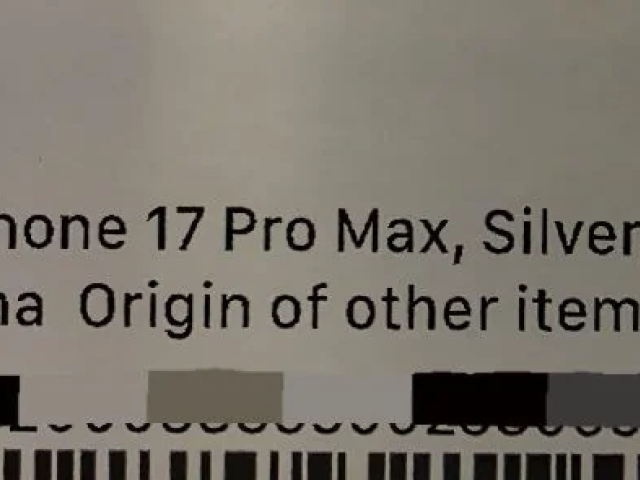 hone 17 Pro Max, Silver
na  Origin of other item